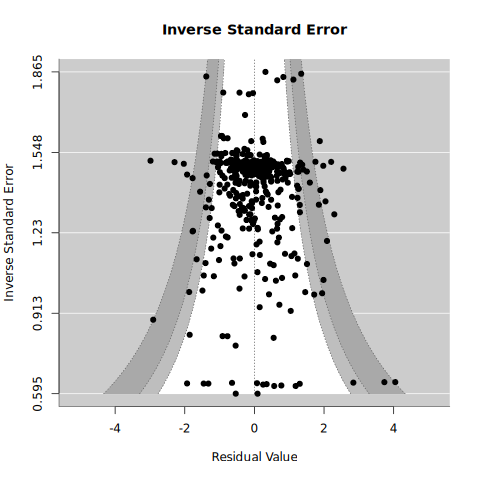 Inverse Standard Error
Inverse Standard Error
1.865
1.548
1.23
0.913
0.595
-4 -2 0 2 4
Residual Value